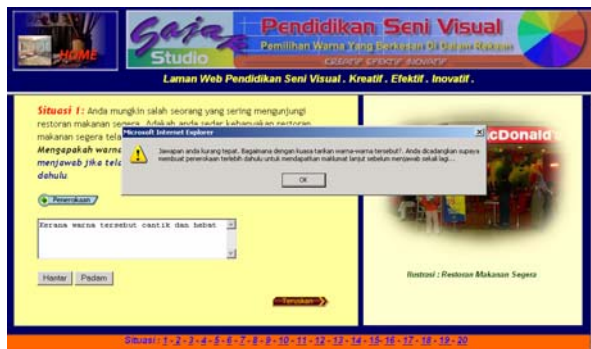 HOME
Gajaz
Studio
Pendidikan Seni Visual
Pemilihan Warna Yang Berkesan Di Dalam Rekaan
KREATIF EFEKTIF INOVATIF
Laman Web Pendidikan Seni Visual . Kreatif . Efektif . Inovatif .
Situasi 1: Anda mungkin salah seorang yang sering mengunjungi
restoran makanan segera. Adakah anda sedar kebanyakan restoran
makanan segera tela
Mengapakah warna
menjawab jika tela
dahulu
Microsoft Internet Explorer
Jawapan anda kurang tepat. Bagaimana dengan kuasa tarikan warna-warna tersebut?. Anda dicadangkan supaya
membuat penerokaan terlebih dahulu untuk mendapatkan maklumat lanjut sebelum menjawab sekali lagi...
OK
cDonald's
Penerokaan
Kerana warna tersebut cantik dan hebat
Hantar Padam
Teruskan
Ilustrasi : Restoran Makanan Segera
Situasi : 1 - 2 - 3 - 4 - 5 - 6 - 7 - 8 - 9 - 10 - 11 - 12 - 13 - 14 - 15 - 16 - 17 - 18 - 19 - 20